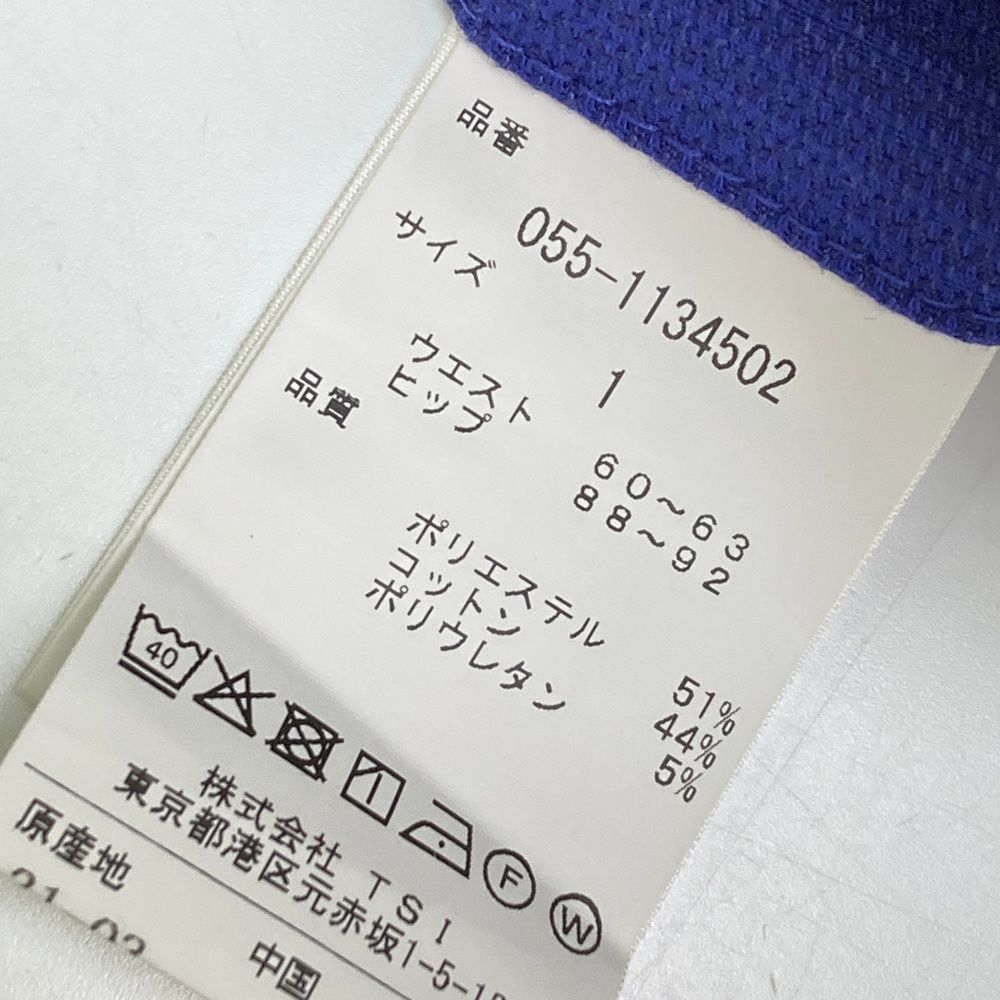 品番
055-1134502
サイズ 1
ウエスト 60～63
ヒップ 88～92
品質
ポリエステル 51%
コットン 44%
ポリウレタン 5%
40
F
W
株式会社 TSI
東京都港区元赤坂1-5-
原産地 中国